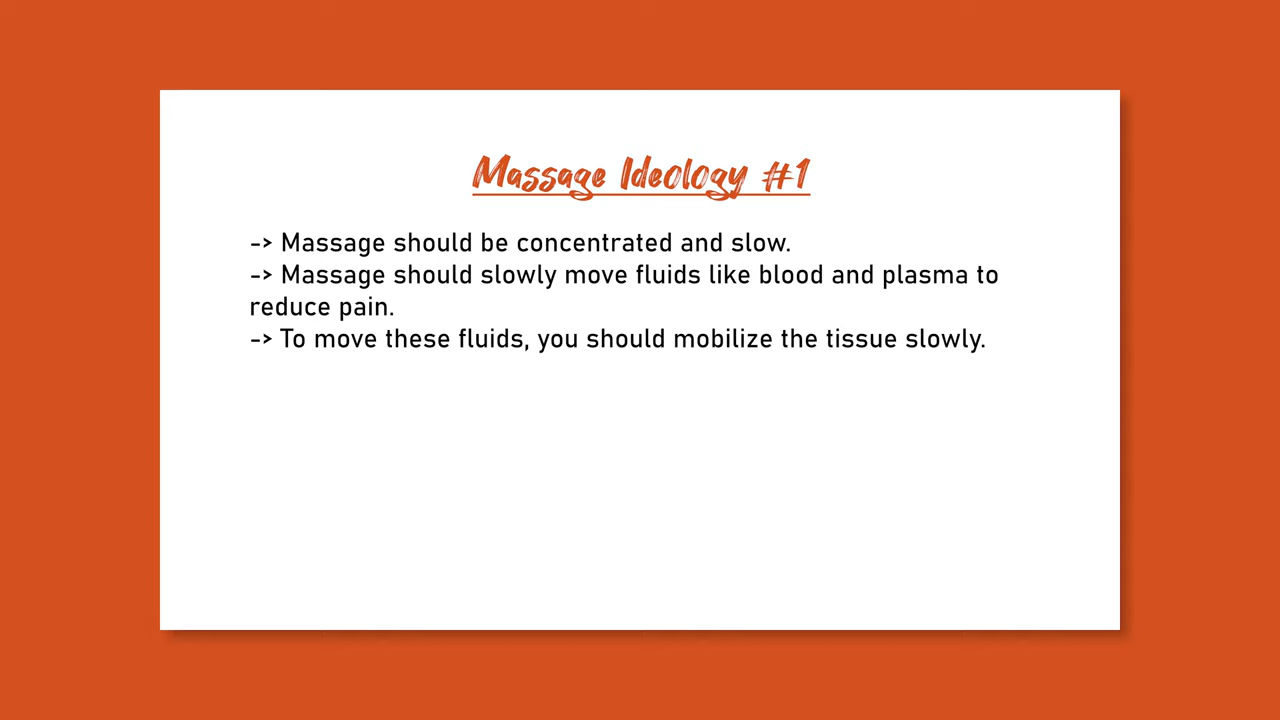 Massage Ideology #1
-> Massage should be concentrated and slow.
-> Massage should slowly move fluids like blood and plasma to
reduce pain.
-> To move these fluids, you should mobilize the tissue slowly.